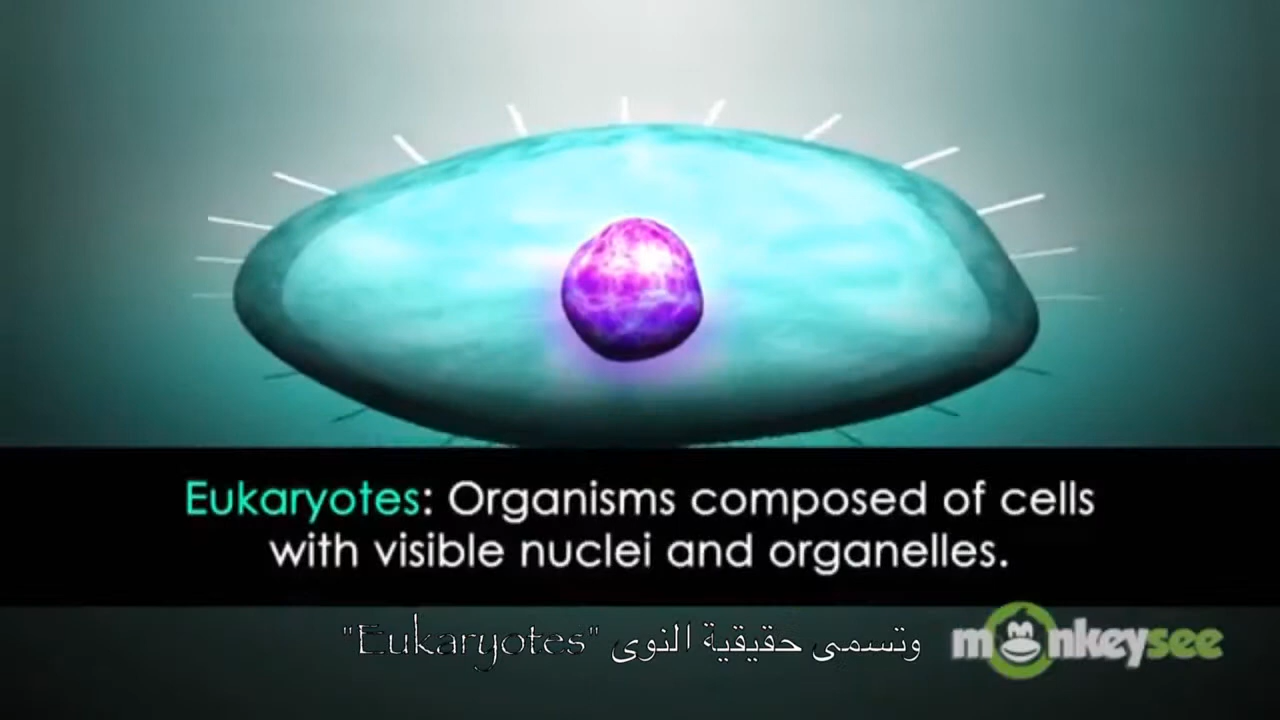 Eukaryotes: Organisms composed of cells
with visible nuclei and organelles.
وتسمى حقيقية النوى "Eukaryotes"
monkeysee